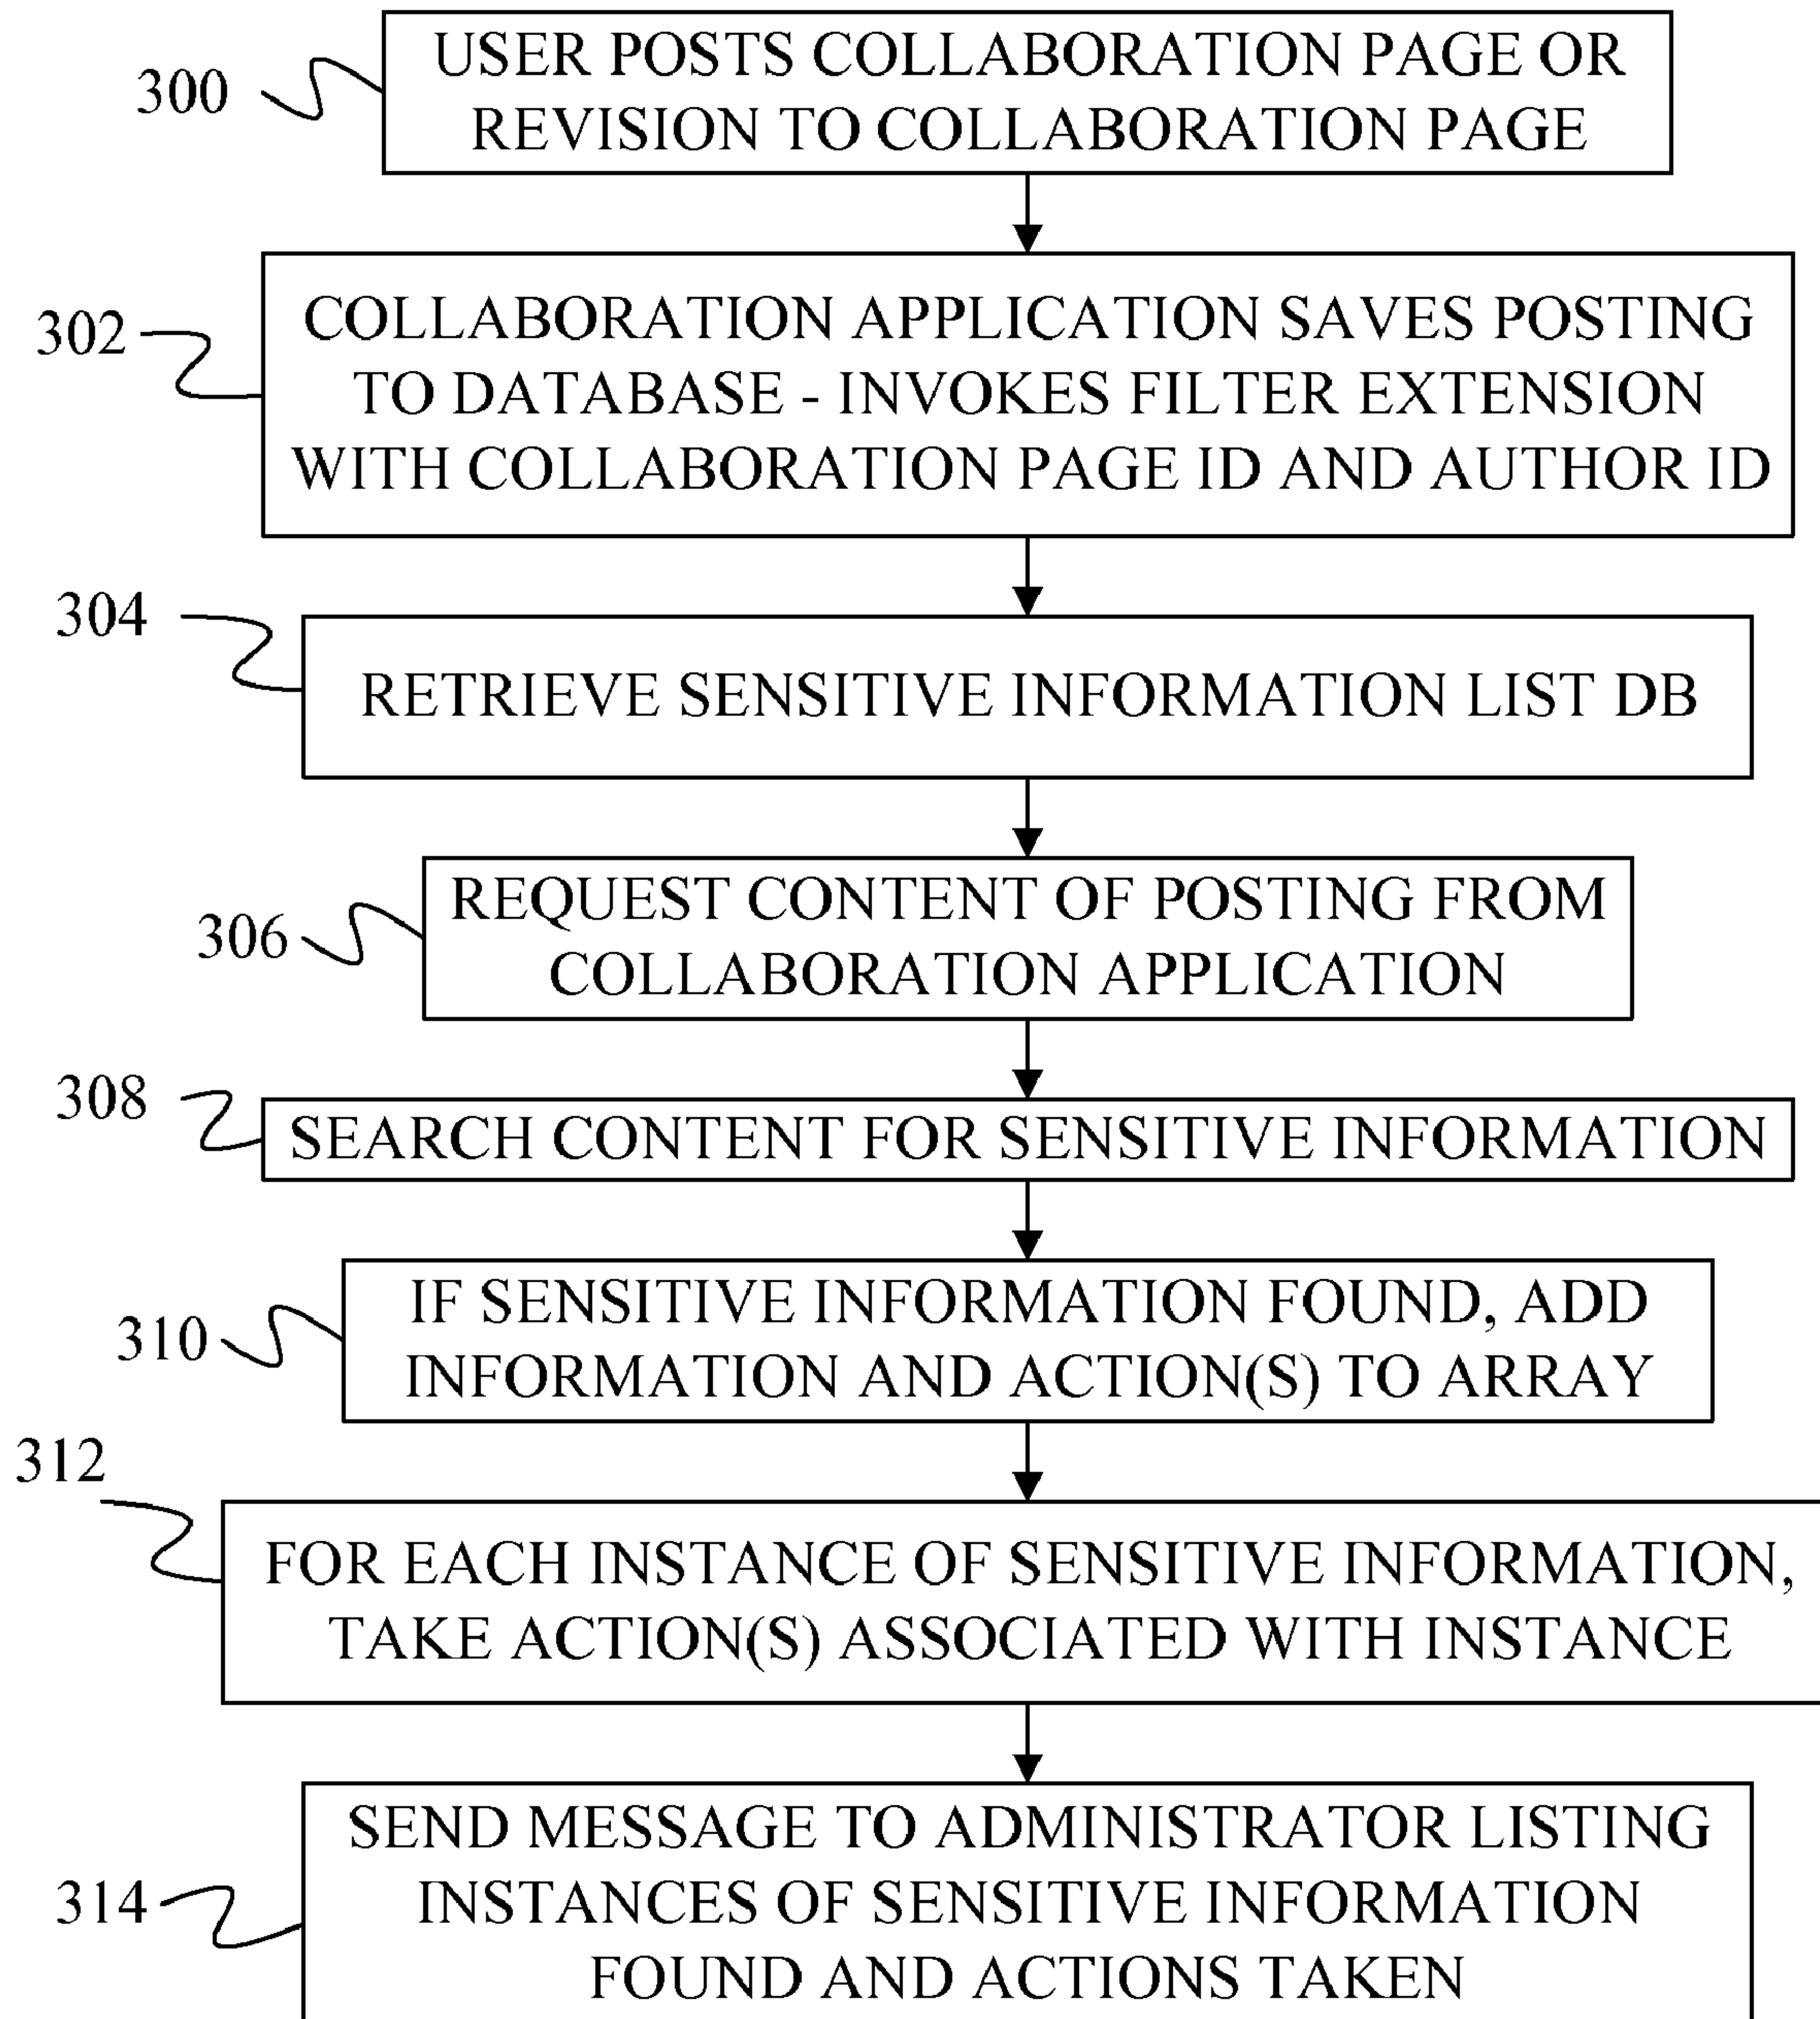 300
USER POSTS COLLABORATION PAGE OR
REVISION TO COLLABORATION PAGE
302
COLLABORATION APPLICATION SAVES POSTING
TO DATABASE - INVOKES FILTER EXTENSION
WITH COLLABORATION PAGE ID AND AUTHOR ID
304
RETRIEVE SENSITIVE INFORMATION LIST DB
306
REQUEST CONTENT OF POSTING FROM
COLLABORATION APPLICATION
308
SEARCH CONTENT FOR SENSITIVE INFORMATION
310
IF SENSITIVE INFORMATION FOUND, ADD
INFORMATION AND ACTION(S) TO ARRAY
312
FOR EACH INSTANCE OF SENSITIVE INFORMATION,
TAKE ACTION(S) ASSOCIATED WITH INSTANCE
314
SEND MESSAGE TO ADMINISTRATOR LISTING
INSTANCES OF SENSITIVE INFORMATION
FOUND AND ACTIONS TAKEN